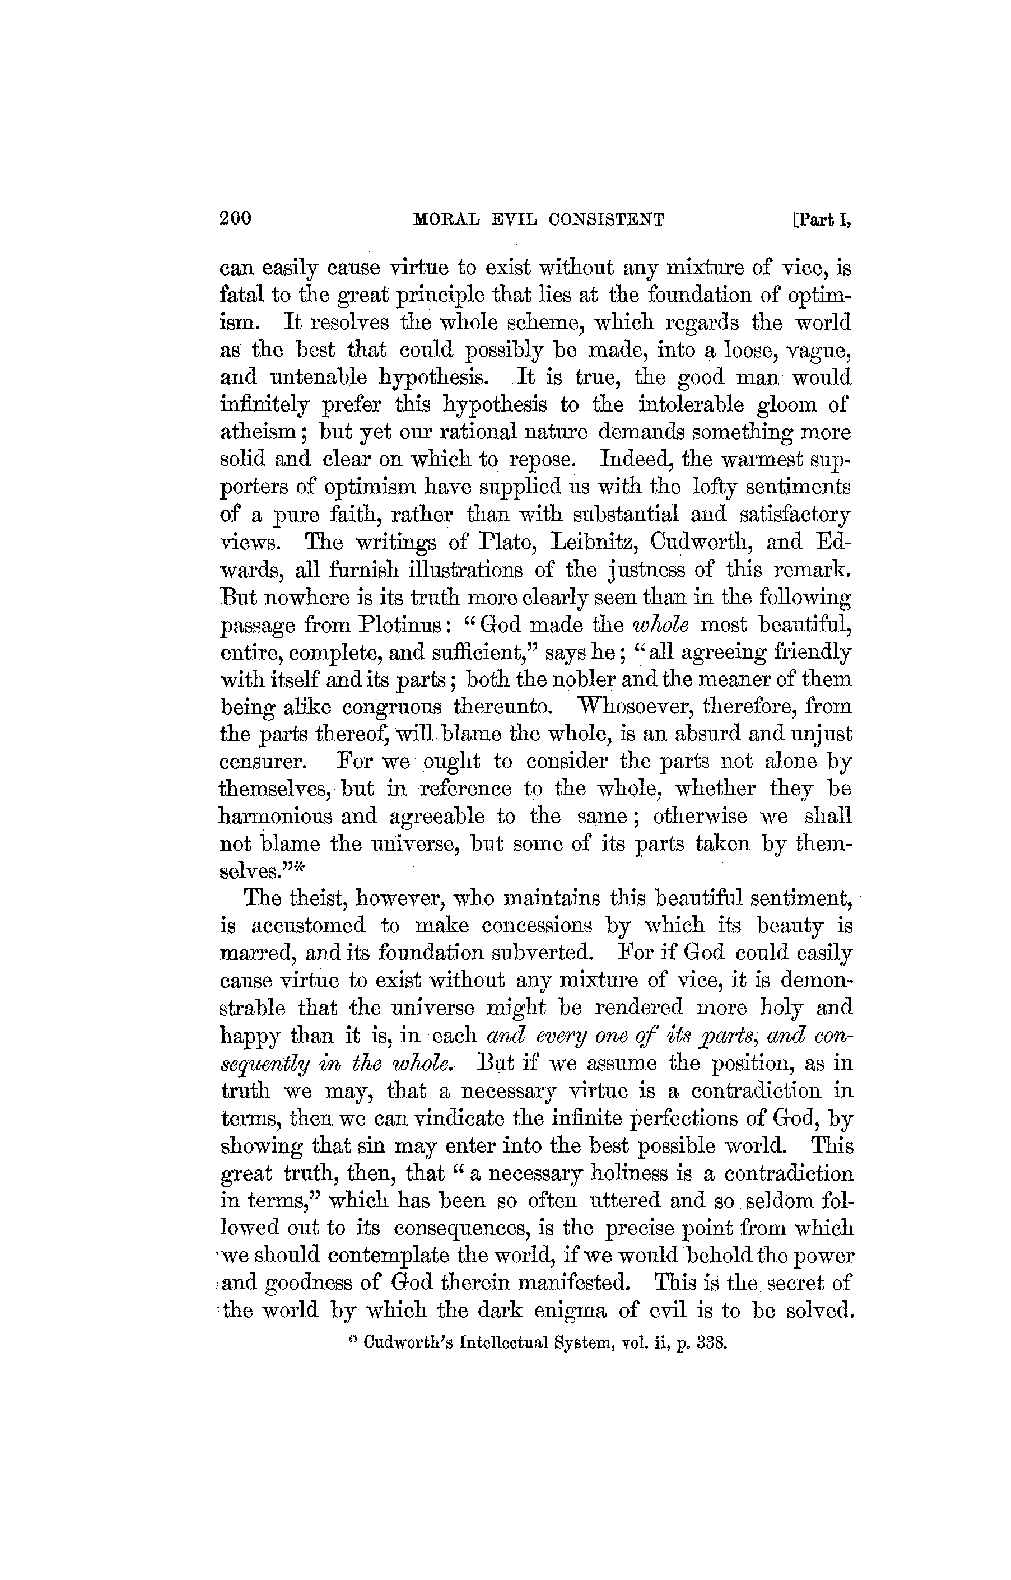 200 MORAL EVIL CONSISTENT [Part I,
can easily cause virtue to exist without any mixture of vice, is
fatal to the great principle that lies at the foundation of optim-
ism. It resolves the whole scheme, which regards the world
as the best that could possibly be made, into a loose, vague,
and untenable hypothesis. It is true, the good man would
infinitely prefer this hypothesis to the intolerable gloom of
atheism; but yet our rational nature demands something more
solid and clear on which to repose. Indeed, the warmest sup-
porters of optimism have supplied us with the lofty sentiments
of a pure faith, rather than with substantial and satisfactory
views. The writings of Plato, Leibnitz, Cudworth, and Ed-
wards, all furnish illustrations of the justness of this remark.
But nowhere is its truth more clearly seen than in the following
passage from Plotinus: “God made the whole most beautiful,
entire, complete, and sufficient,” says he; “all agreeing friendly
with itself and its parts; both the nobler and the meaner of them
being alike congruous thereunto. Whosoever, therefore, from
the parts thereof, will blame the whole, is an absurd and unjust
censurer. For we ought to consider the parts not alone by
themselves, but in reference to the whole, whether they be
harmonious and agreeable to the same; otherwise we shall
not blame the universe, but some of its parts taken by them-
selves.”*
The theist, however, who maintains this beautiful sentiment,
is accustomed to make concessions by which its beauty is
marred, and its foundation subverted. For if God could easily
cause virtue to exist without any mixture of vice, it is demon-
strable that the universe might be rendered more holy and
happy than it is, in each and every one of its parts, and con-
sequently in the whole. But if we assume the position, as in
truth we may, that a necessary virtue is a contradiction in
terms, then we can vindicate the infinite perfections of God, by
showing that sin may enter into the best possible world. This
great truth, then, that “a necessary holiness is a contradiction
in terms,” which has been so often uttered and so seldom fol-
lowed out to its consequences, is the precise point from which
we should contemplate the world, if we would behold the power
and goodness of God therein manifested. This is the secret of
the world by which the dark enigma of evil is to be solved.
* Cudworth's Intellectual System, vol. ii, p. 338.